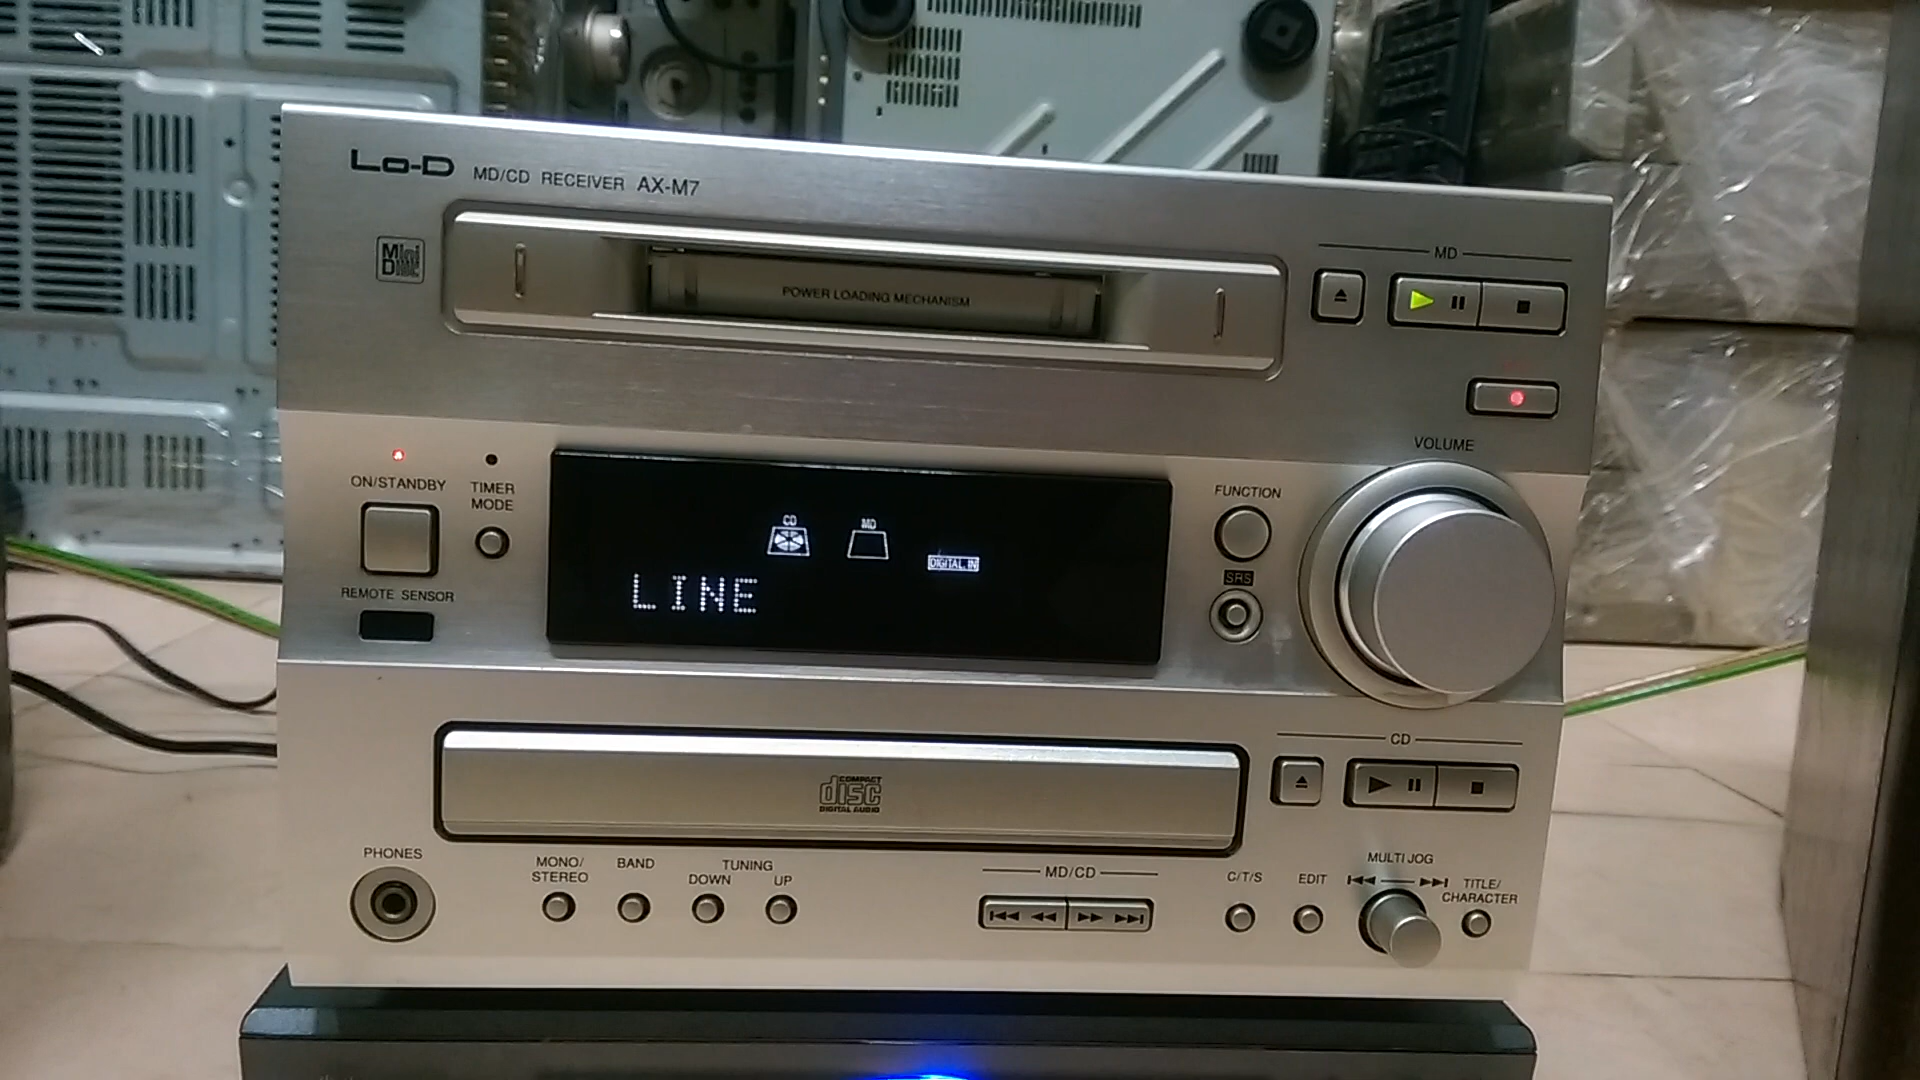 Lo-D MD/CD RECEIVER AX-M7
Mini Disc
POWER LOADING MECHANISM
MD
VOLUME
ON/STANDBY
TIMER MODE
REMOTE SENSOR
CD
MD
DIGITAL IN
LINE
FUNCTION
SRS
CD
COMPACT
disc
DIGITAL AUDIO
PHONES
MONO/
STEREO
BAND
TUNING
DOWN
UP
MD/CD
C/T/S
EDIT
MULTI JOG
TITLE/
CHARACTER